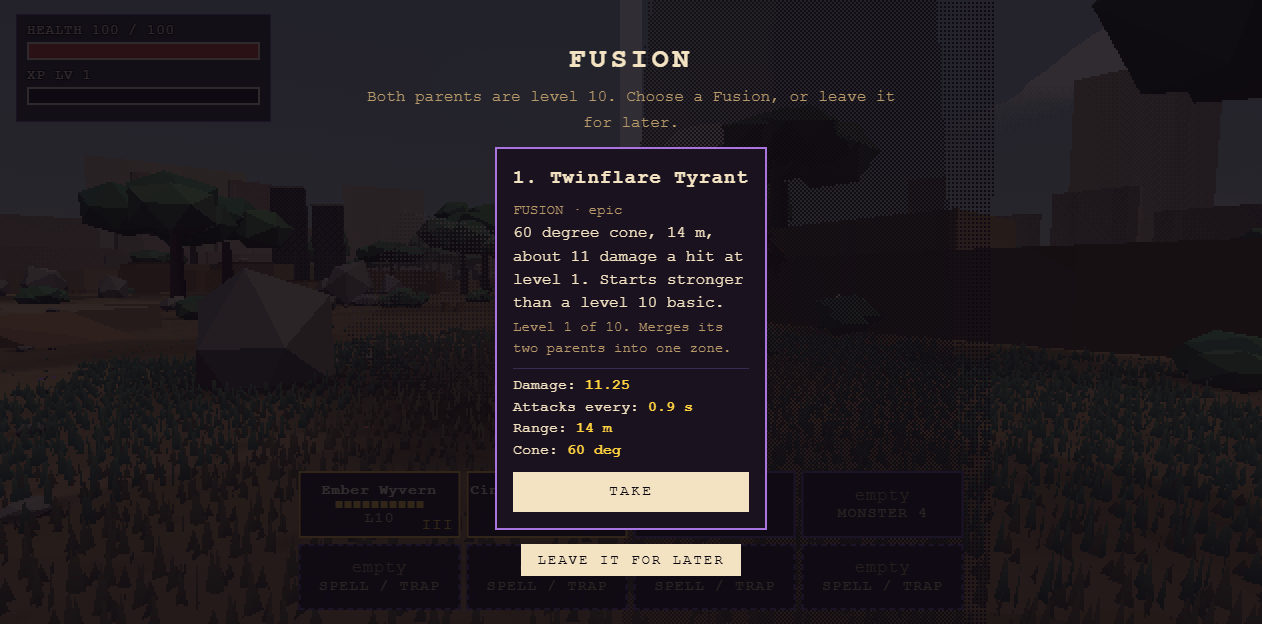 HEALTH 100 / 100
XP LV 1
FUSION
Both parents are level 10. Choose a Fusion, or leave it
for later.
1. Twinflare Tyrant
FUSION · epic
60 degree cone, 14 m,
about 11 damage a hit at
level 1. Starts stronger
than a level 10 basic.
Level 1 of 10. Merges its
two parents into one zone.
Damage: 11.25
Attacks every: 0.9 s
Range: 14 m
Cone: 60 deg
TAKE
Ember Wyvern
L10
III
empty
MONSTER 4
LEAVE IT FOR LATER
empty
SPELL / TRAP
SPELL / TRAP
SPELL / TRAP
empty
SPELL / TRAP